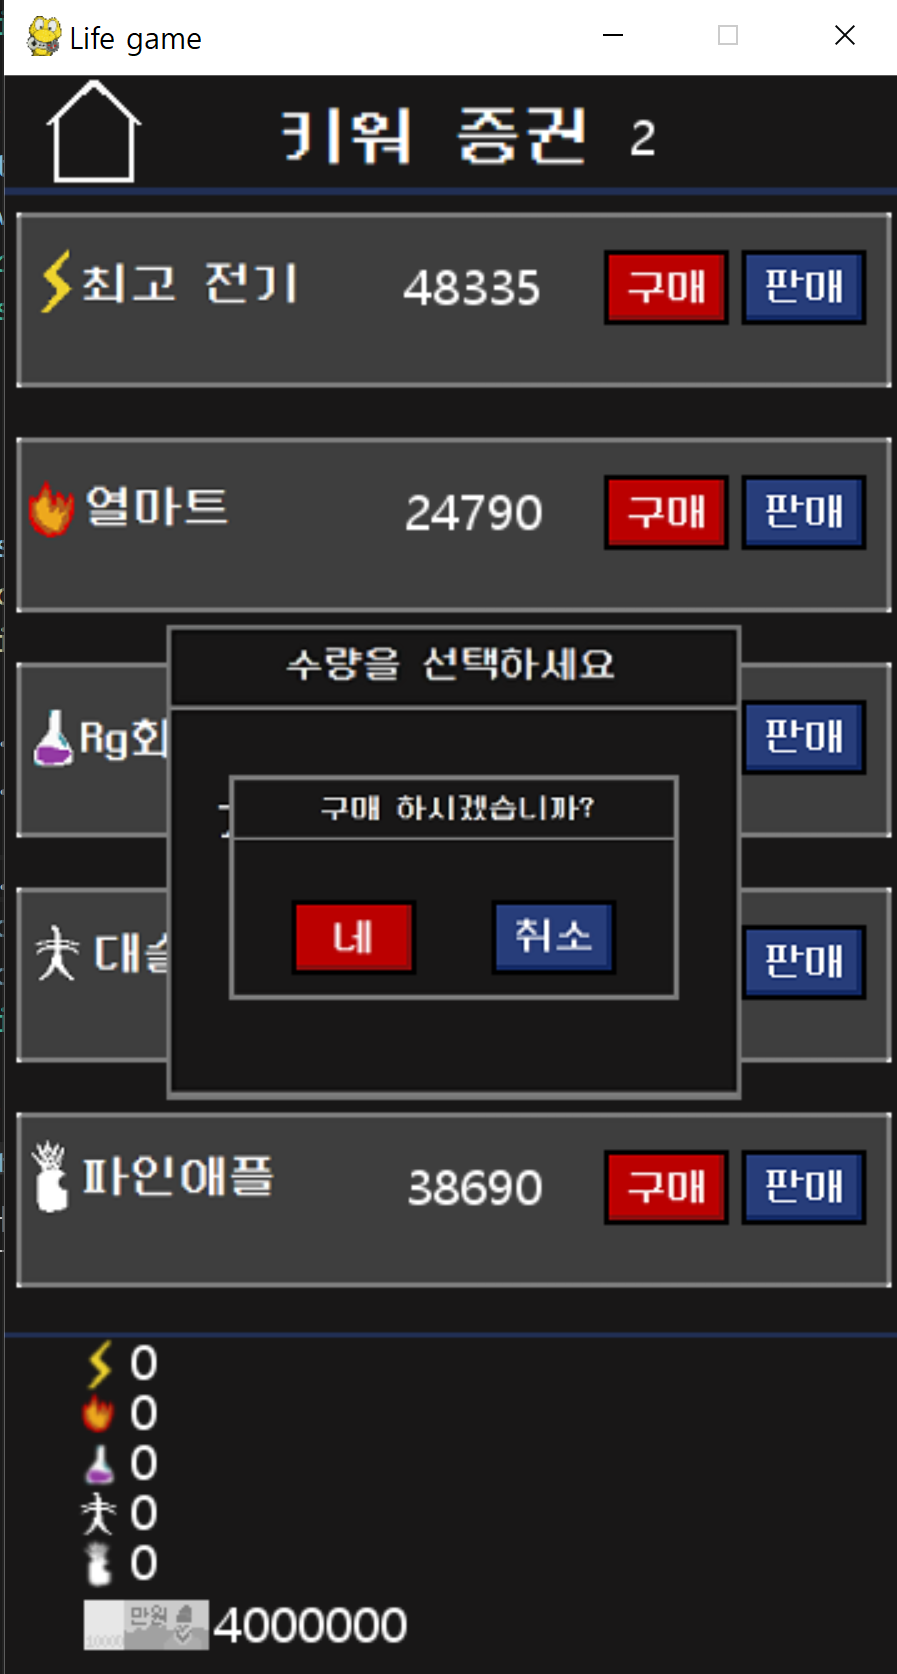 Life game
키워 증권 2
최고 전기 48335 구매 판매
열마트 24790 구매 판매
수량을 선택하세요
Rg화 판매
구매 하시겠습니까?
네 취소
판매
파인애플 38690 구매 판매
0
0
0
0
0
만원 10000 4000000